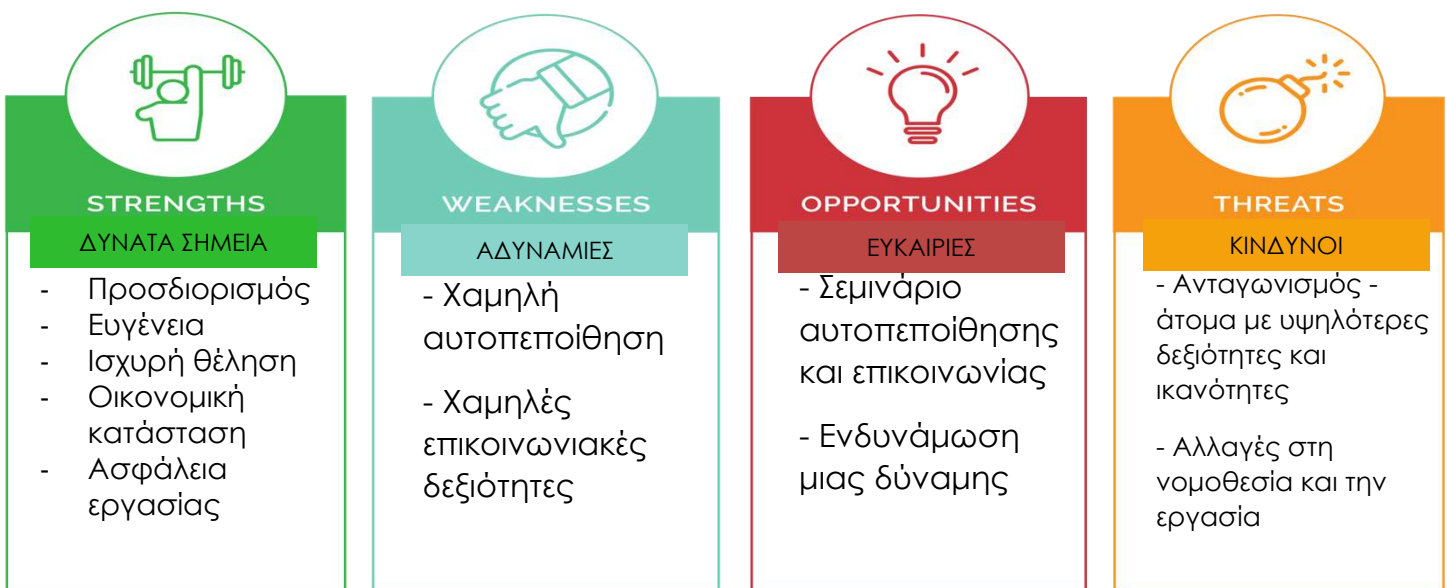 STRENGTHS
ΔΥΝΑΤΑ ΣΗΜΕΙΑ
- Προσδιορισμός
- Ευγένεια
- Ισχυρή θέληση
- Οικονομική
κατάσταση
- Ασφάλεια
εργασίας
WEAKNESSES
ΑΔΥΝΑΜΙΕΣ
- Χαμηλή
αυτοπεποίθηση
- Χαμηλές
επικοινωνιακές
δεξιότητες
OPPORTUNITIES
ΕΥΚΑΙΡΙΕΣ
- Σεμινάριο
αυτοπεποίθησης
και επικοινωνίας
- Ενδυνάμωση
μιας δύναμης
THREATS
ΚΙΝΔΥΝΟΙ
- Ανταγωνισμός -
άτομα με υψηλότερες
δεξιότητες και
ικανότητες
- Αλλαγές στη
νομοθεσία και την
εργασία